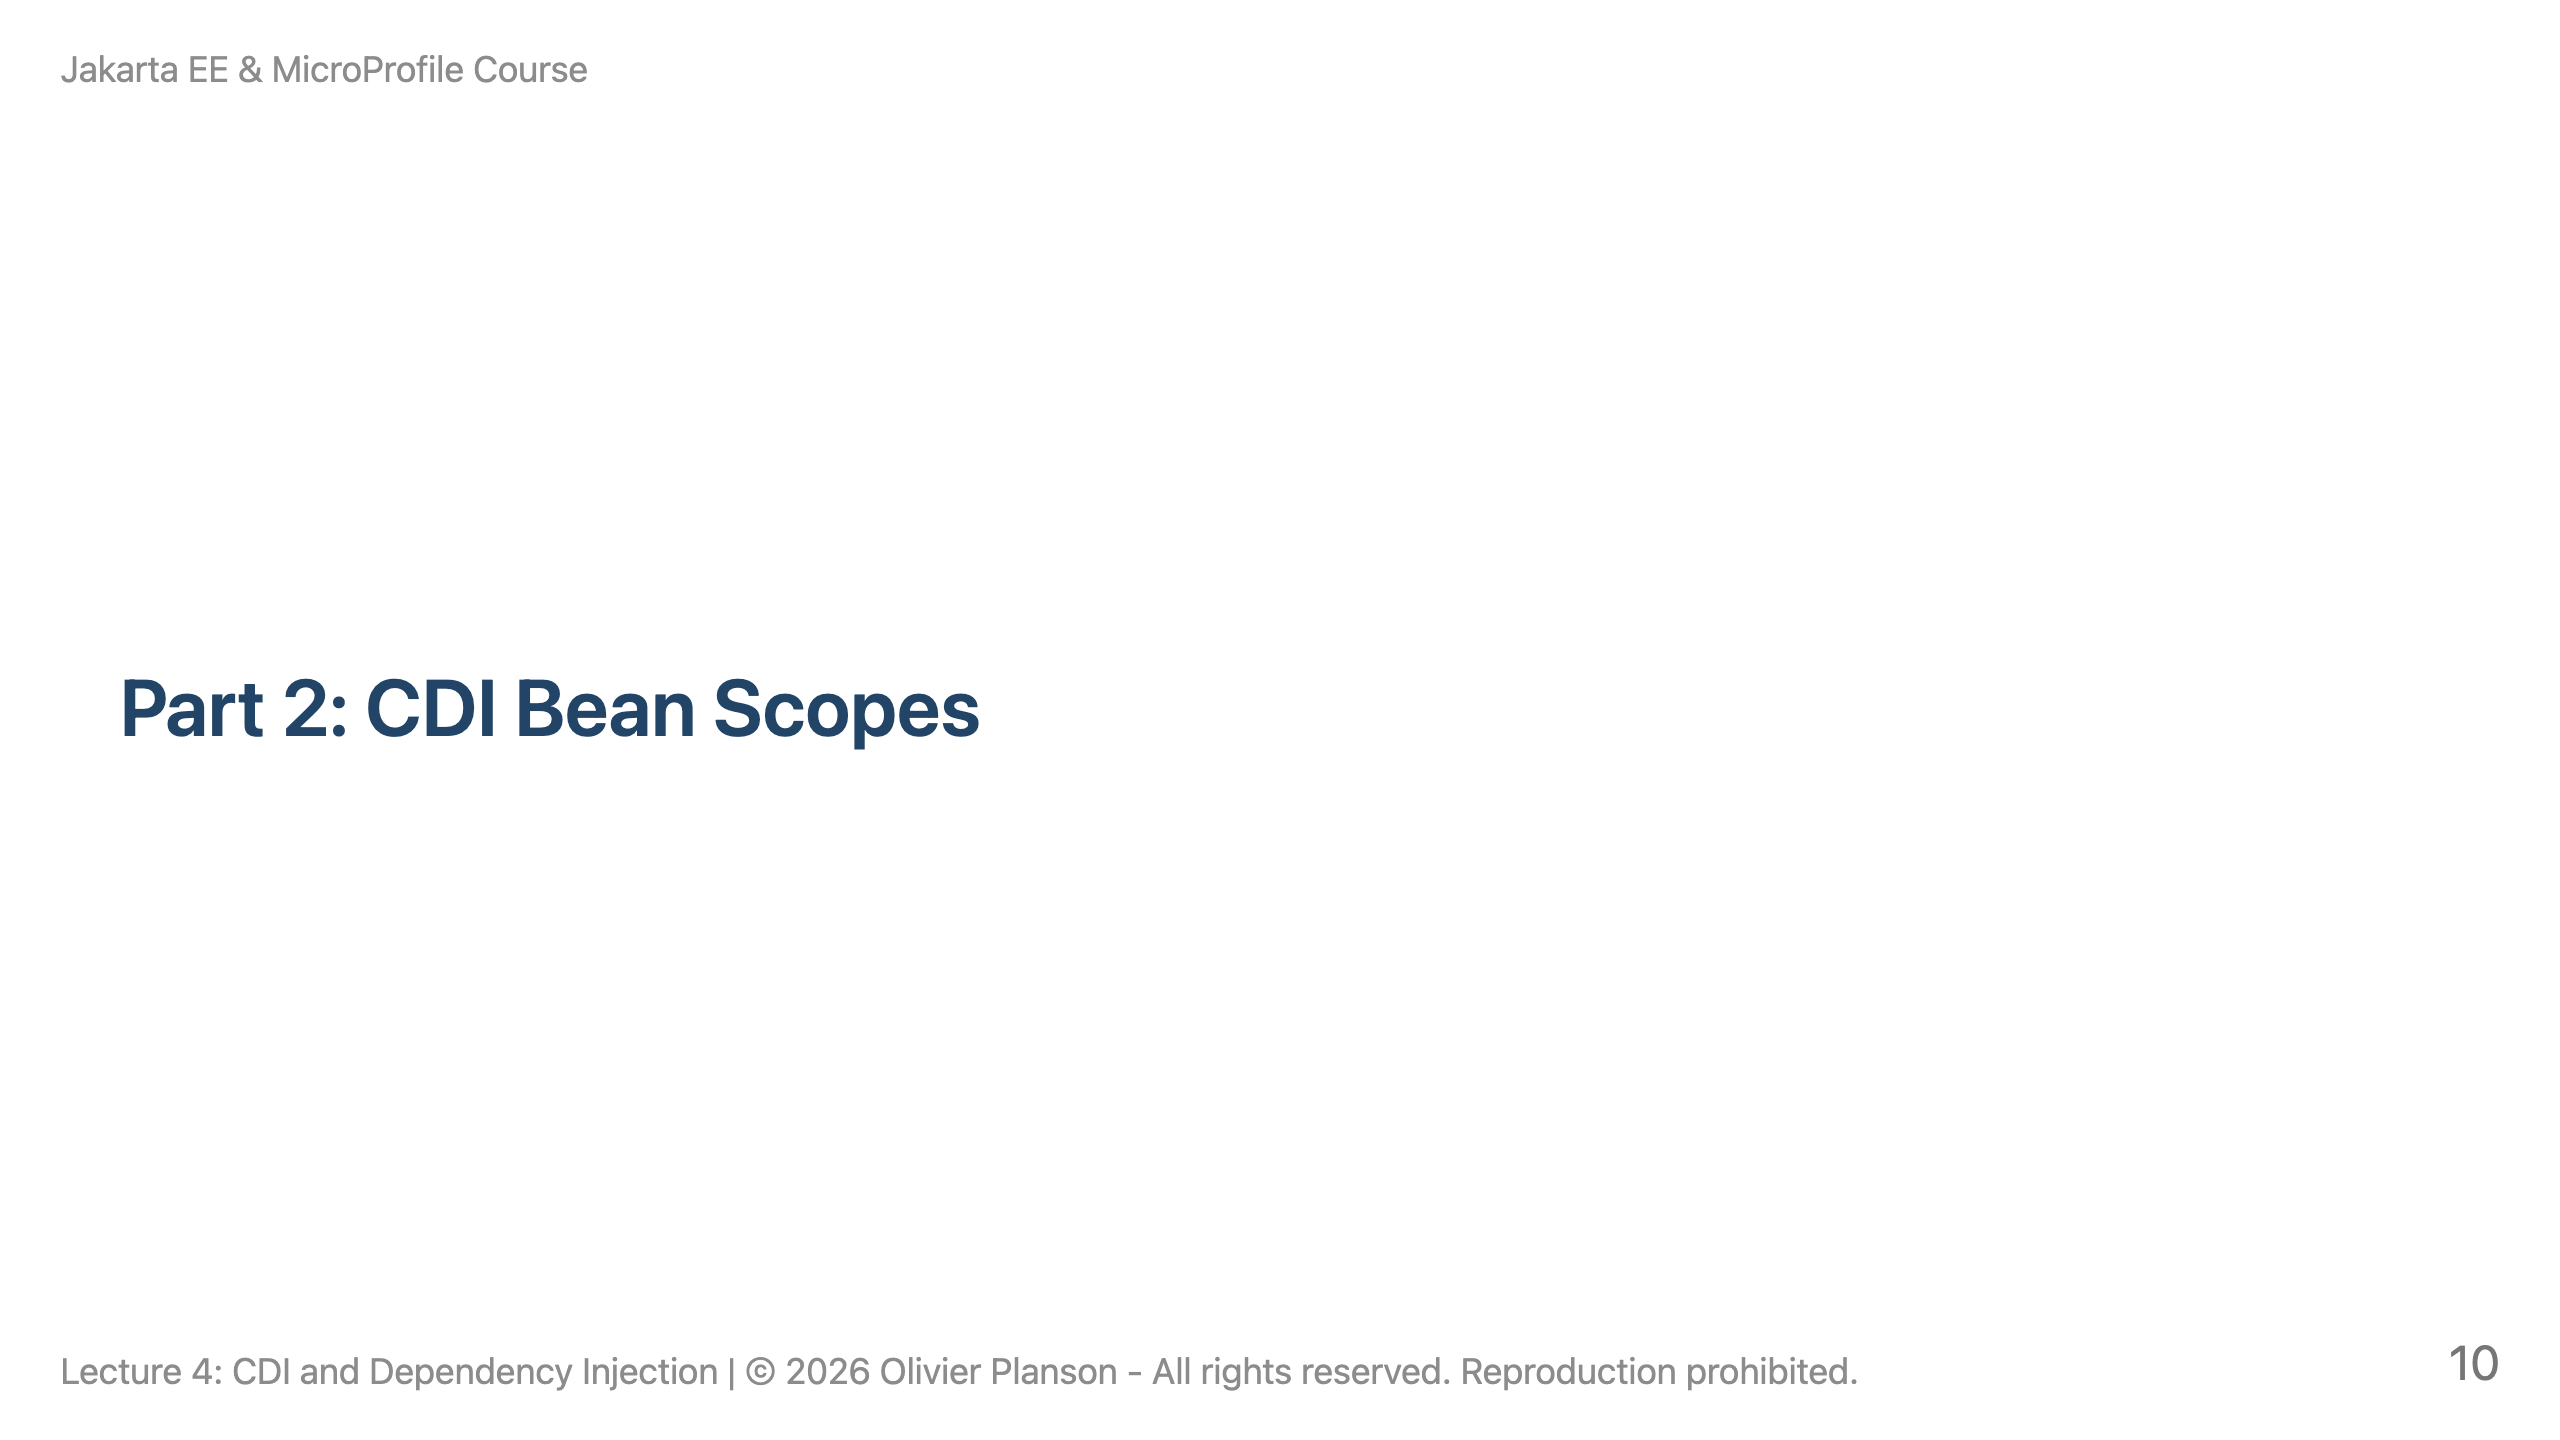 Jakarta EE & MicroProfile Course
Part 2: CDI Bean Scopes
Lecture 4: CDI and Dependency Injection | © 2026 Olivier Planson - All rights reserved. Reproduction prohibited.
10